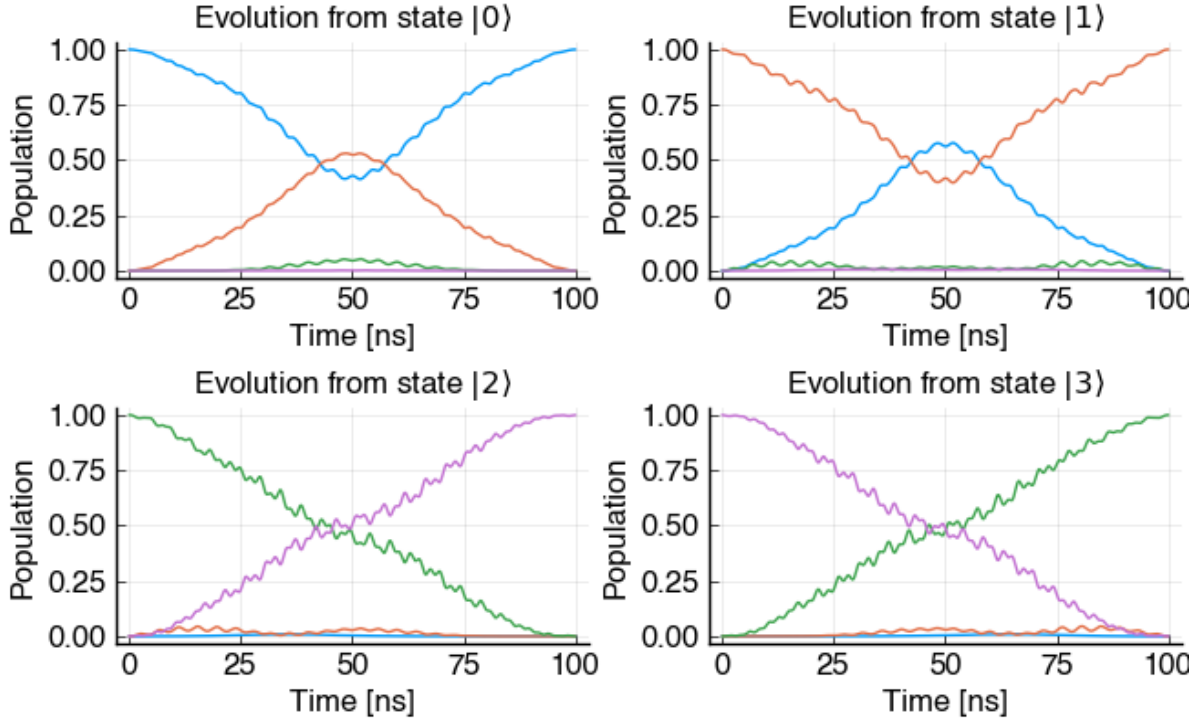 Evolution from state |0⟩
1.00
0.75
0.50
0.25
0.00
Population
0 25 50 75 100
Time [ns]
Evolution from state |1⟩
1.00
0.75
0.50
0.25
0.00
Population
0 25 50 75 100
Time [ns]
Evolution from state |2⟩
1.00
0.75
0.50
0.25
0.00
Population
0 25 50 75 100
Time [ns]
Evolution from state |3⟩
1.00
0.75
0.50
0.25
0.00
Population
0 25 50 75 100
Time [ns]